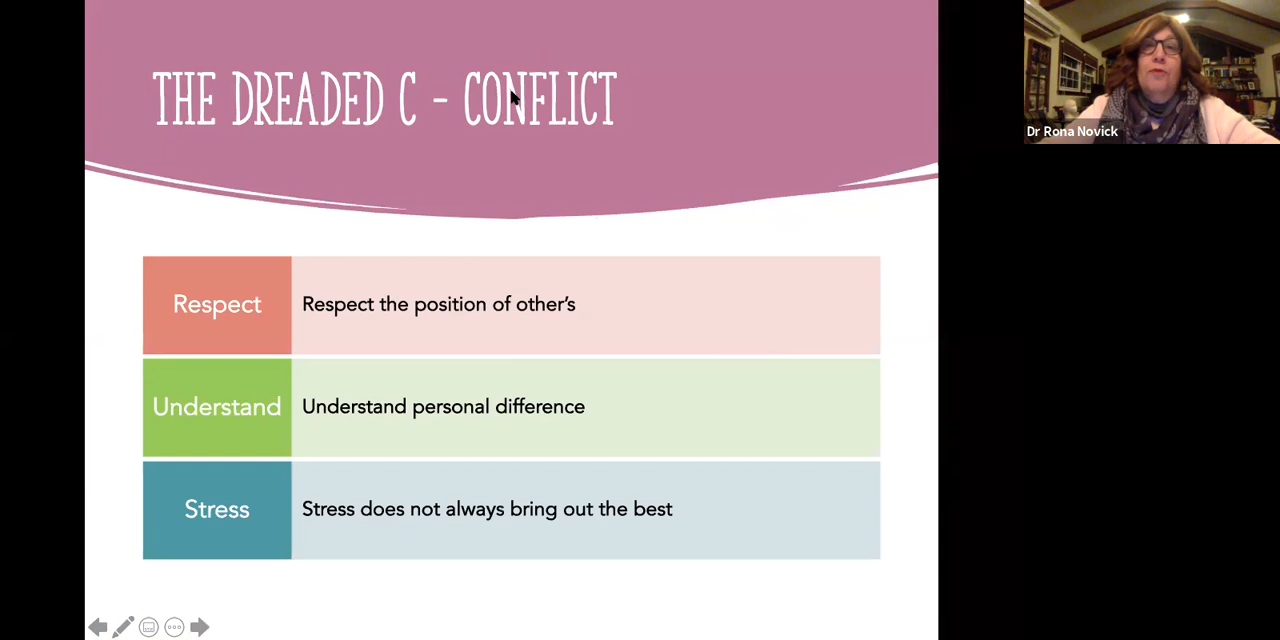 THE DREADED C - CONFLICT
Dr Rona Novick
Respect
Respect the position of other's
Understand
Understand personal difference
Stress
Stress does not always bring out the best